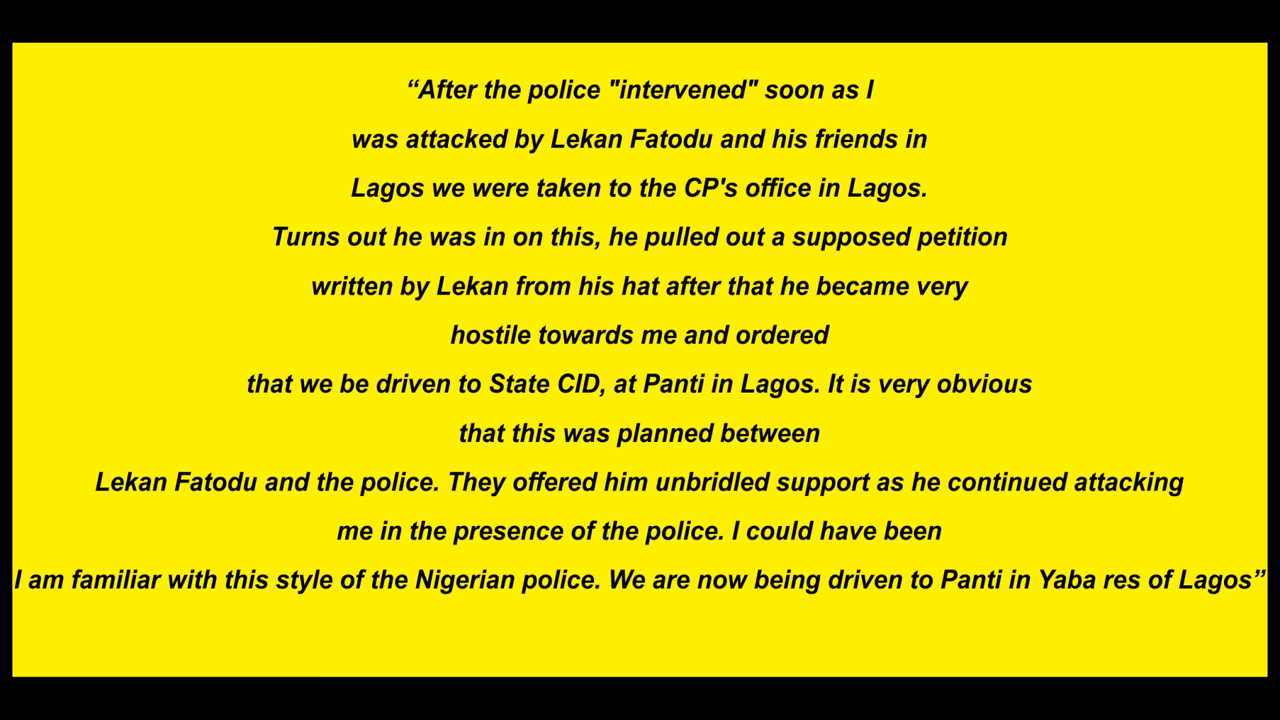 “After the police "intervened" soon as I
was attacked by Lekan Fatodu and his friends in
Lagos we were taken to the CP's office in Lagos.
Turns out he was in on this, he pulled out a supposed petition
written by Lekan from his hat after that he became very
hostile towards me and ordered
that we be driven to State CID, at Panti in Lagos. It is very obvious
that this was planned between
Lekan Fatodu and the police. They offered him unbridled support as he continued attacking
me in the presence of the police. I could have been
I am familiar with this style of the Nigerian police. We are now being driven to Panti in Yaba res of Lagos”